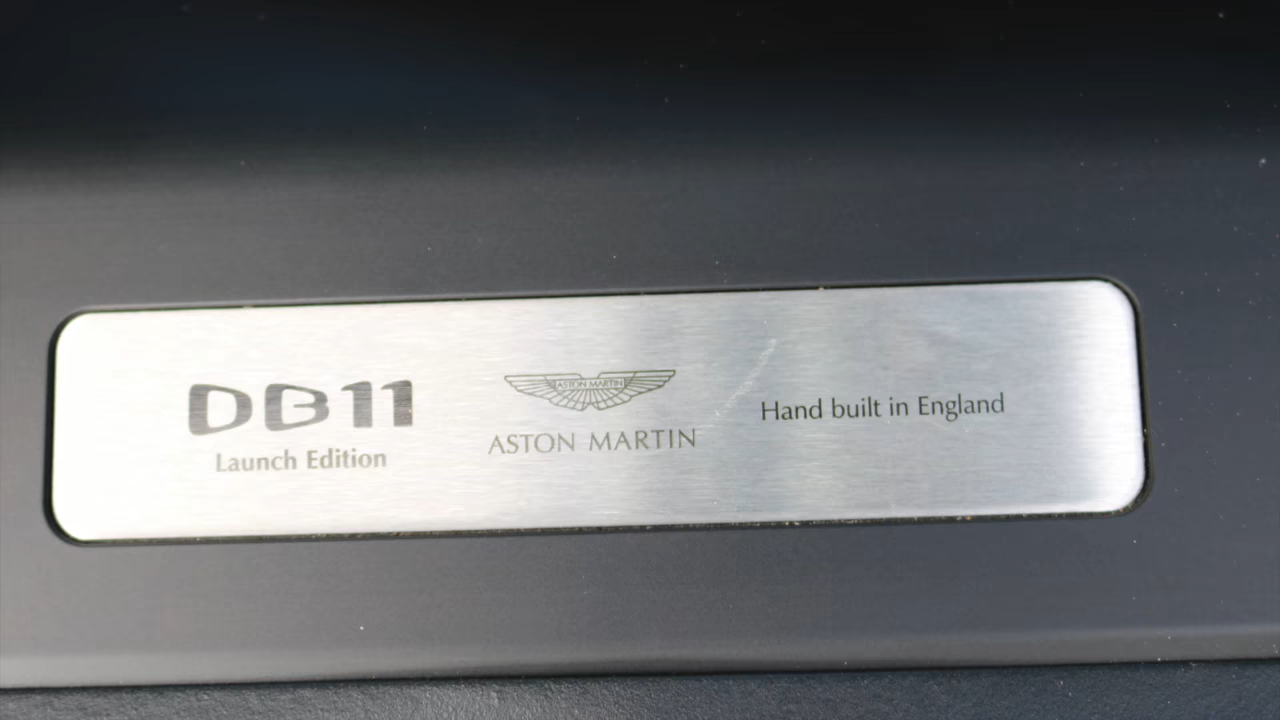 DB11
Launch Edition
ASTON MARTIN
ASTON MARTIN
Hand built in England